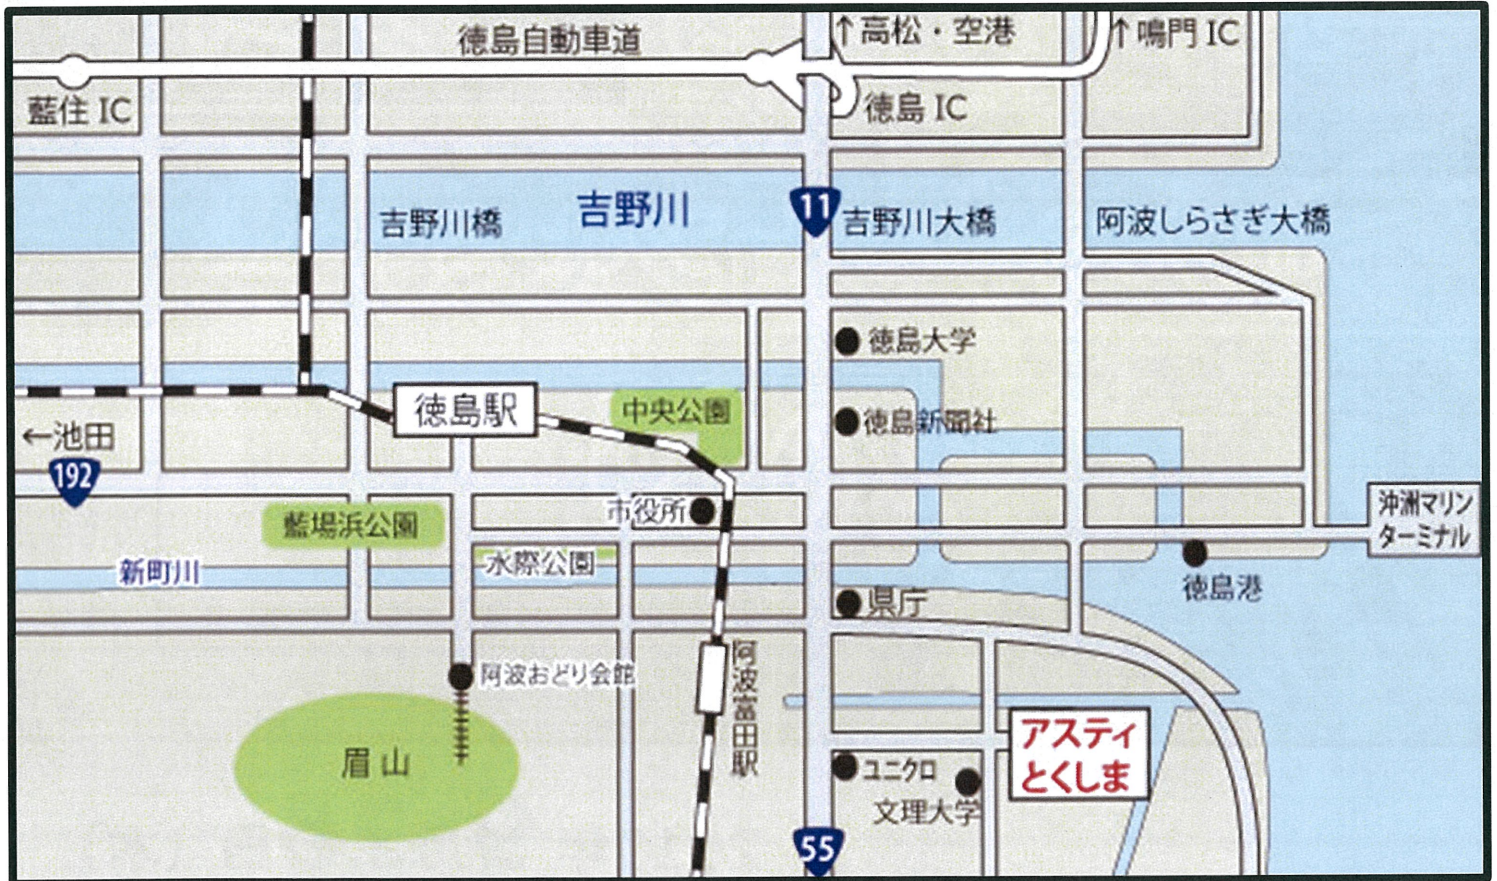 徳島自動車道
↑高松・空港
↑鳴門 IC
藍住 IC
徳島 IC
吉野川橋
吉野川
11
吉野川大橋
阿波しらさぎ大橋
徳島大学
徳島駅
中央公園
徳島新聞社
←池田
192
藍場浜公園
市役所
沖洲マリン
ターミナル
水際公園
新町川
徳島港
県庁
阿波おどり会館
阿波富田駅
眉山
アスティ
とくしま
ユニクロ
文理大学
55